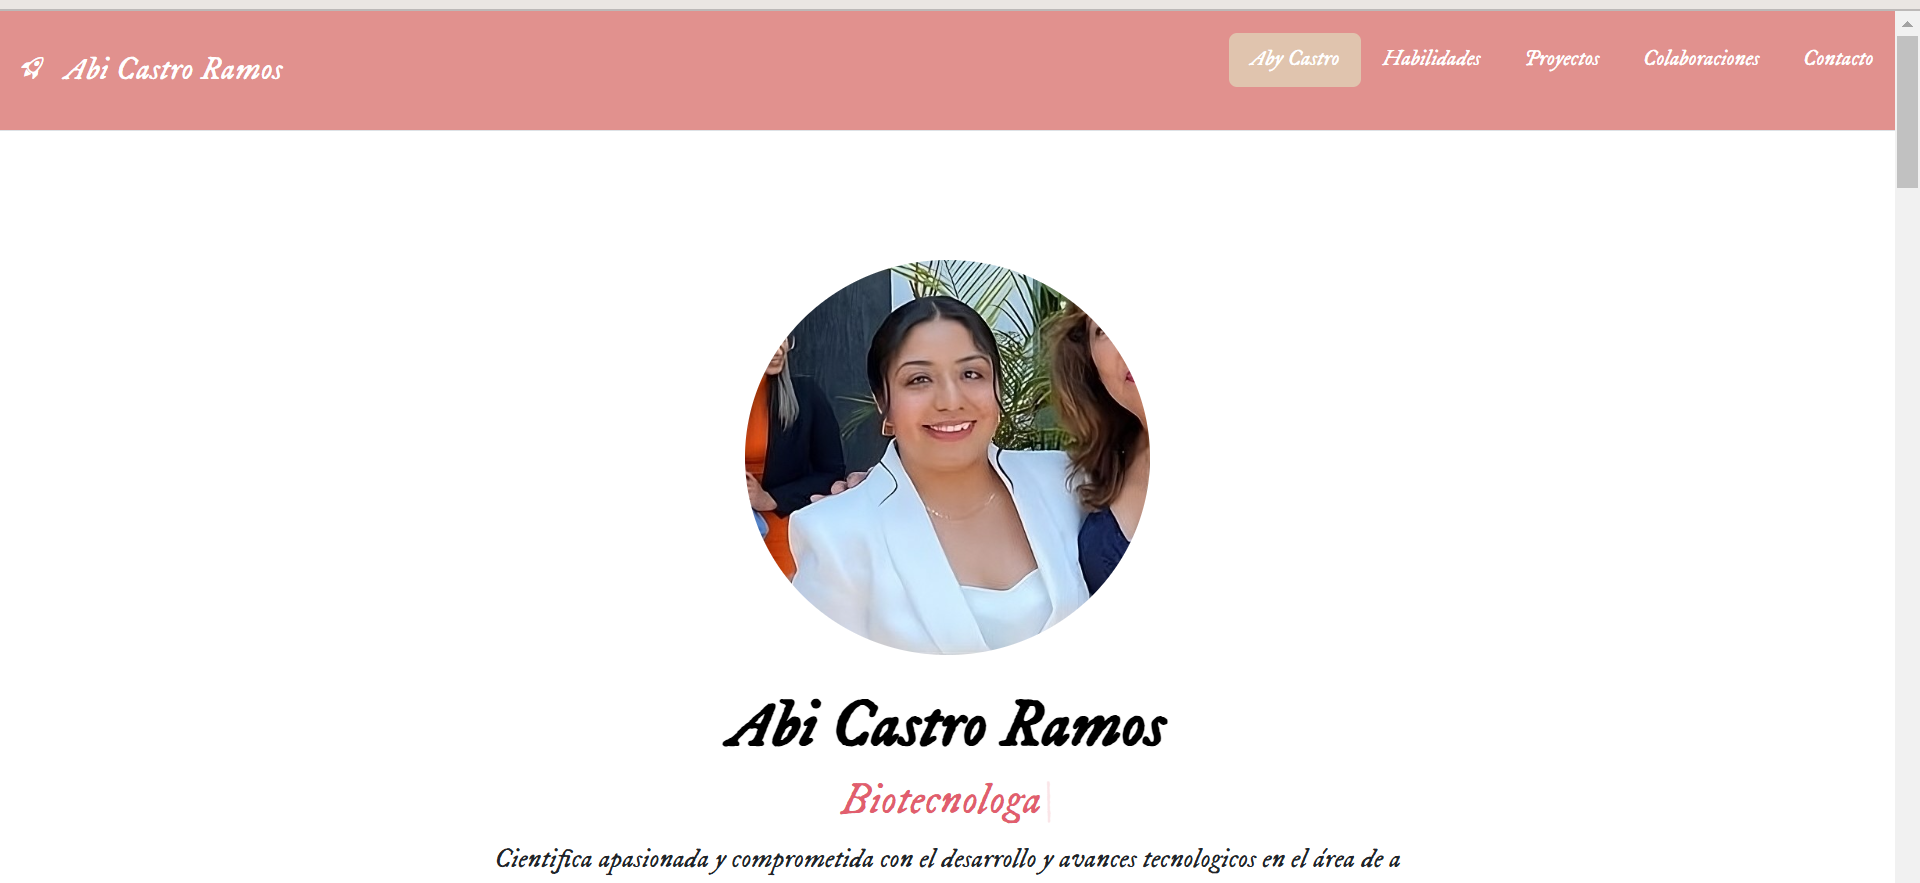 Abi Castro Ramos
Aby Castro Habilidades Proyectos Colaboraciones Contacto
Abi Castro Ramos
Biotecnologa
Cientifica apasionada y comprometida con el desarrollo y avances tecnologicos en el área de a